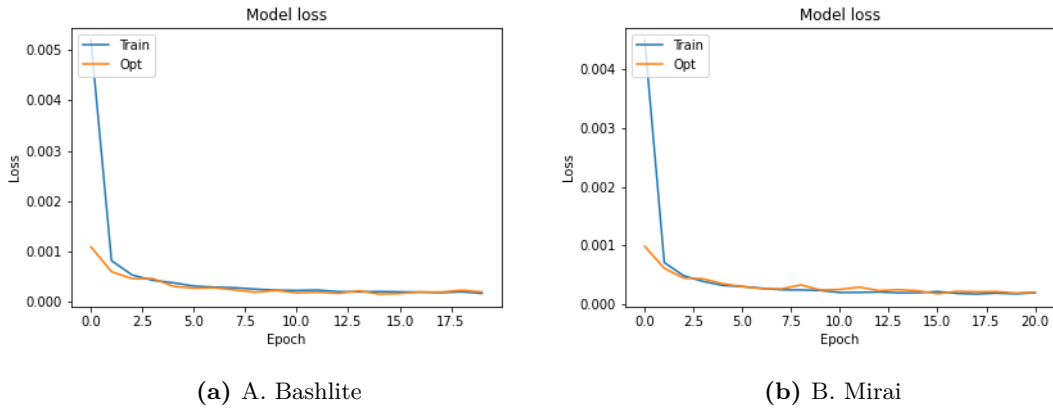 Model loss
Train
Opt
0.005
0.004
0.003
0.002
0.001
0.000
Loss
0.0 2.5 5.0 7.5 10.0 12.5 15.0 17.5
Epoch
(a) A. Bashlite
Model loss
Train
Opt
0.004
0.003
0.002
0.001
0.000
Loss
0.0 2.5 5.0 7.5 10.0 12.5 15.0 17.5 20.0
Epoch
(b) B. Mirai